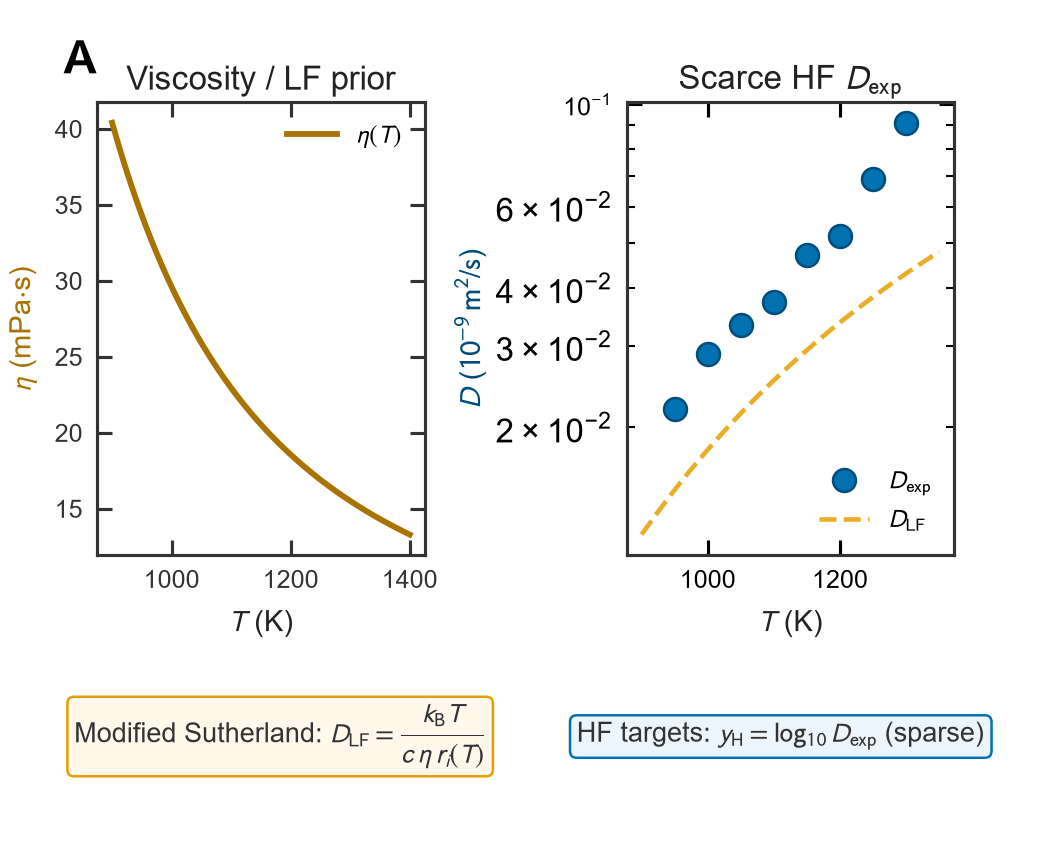 A
Viscosity / LF prior
η(T)
40
35
30
25
20
15
η (mPa·s)
1000 1200 1400
T (K)
Scarce HF D_exp
10⁻¹
6 × 10⁻²
4 × 10⁻²
3 × 10⁻²
2 × 10⁻²
D (10⁻⁹ m²/s)
D_exp
D_LF
1000 1200
T (K)
Modified Sutherland: D_LF = k_B T / c η r_i(T)
HF targets: y_H = log₁₀ D_exp (sparse)